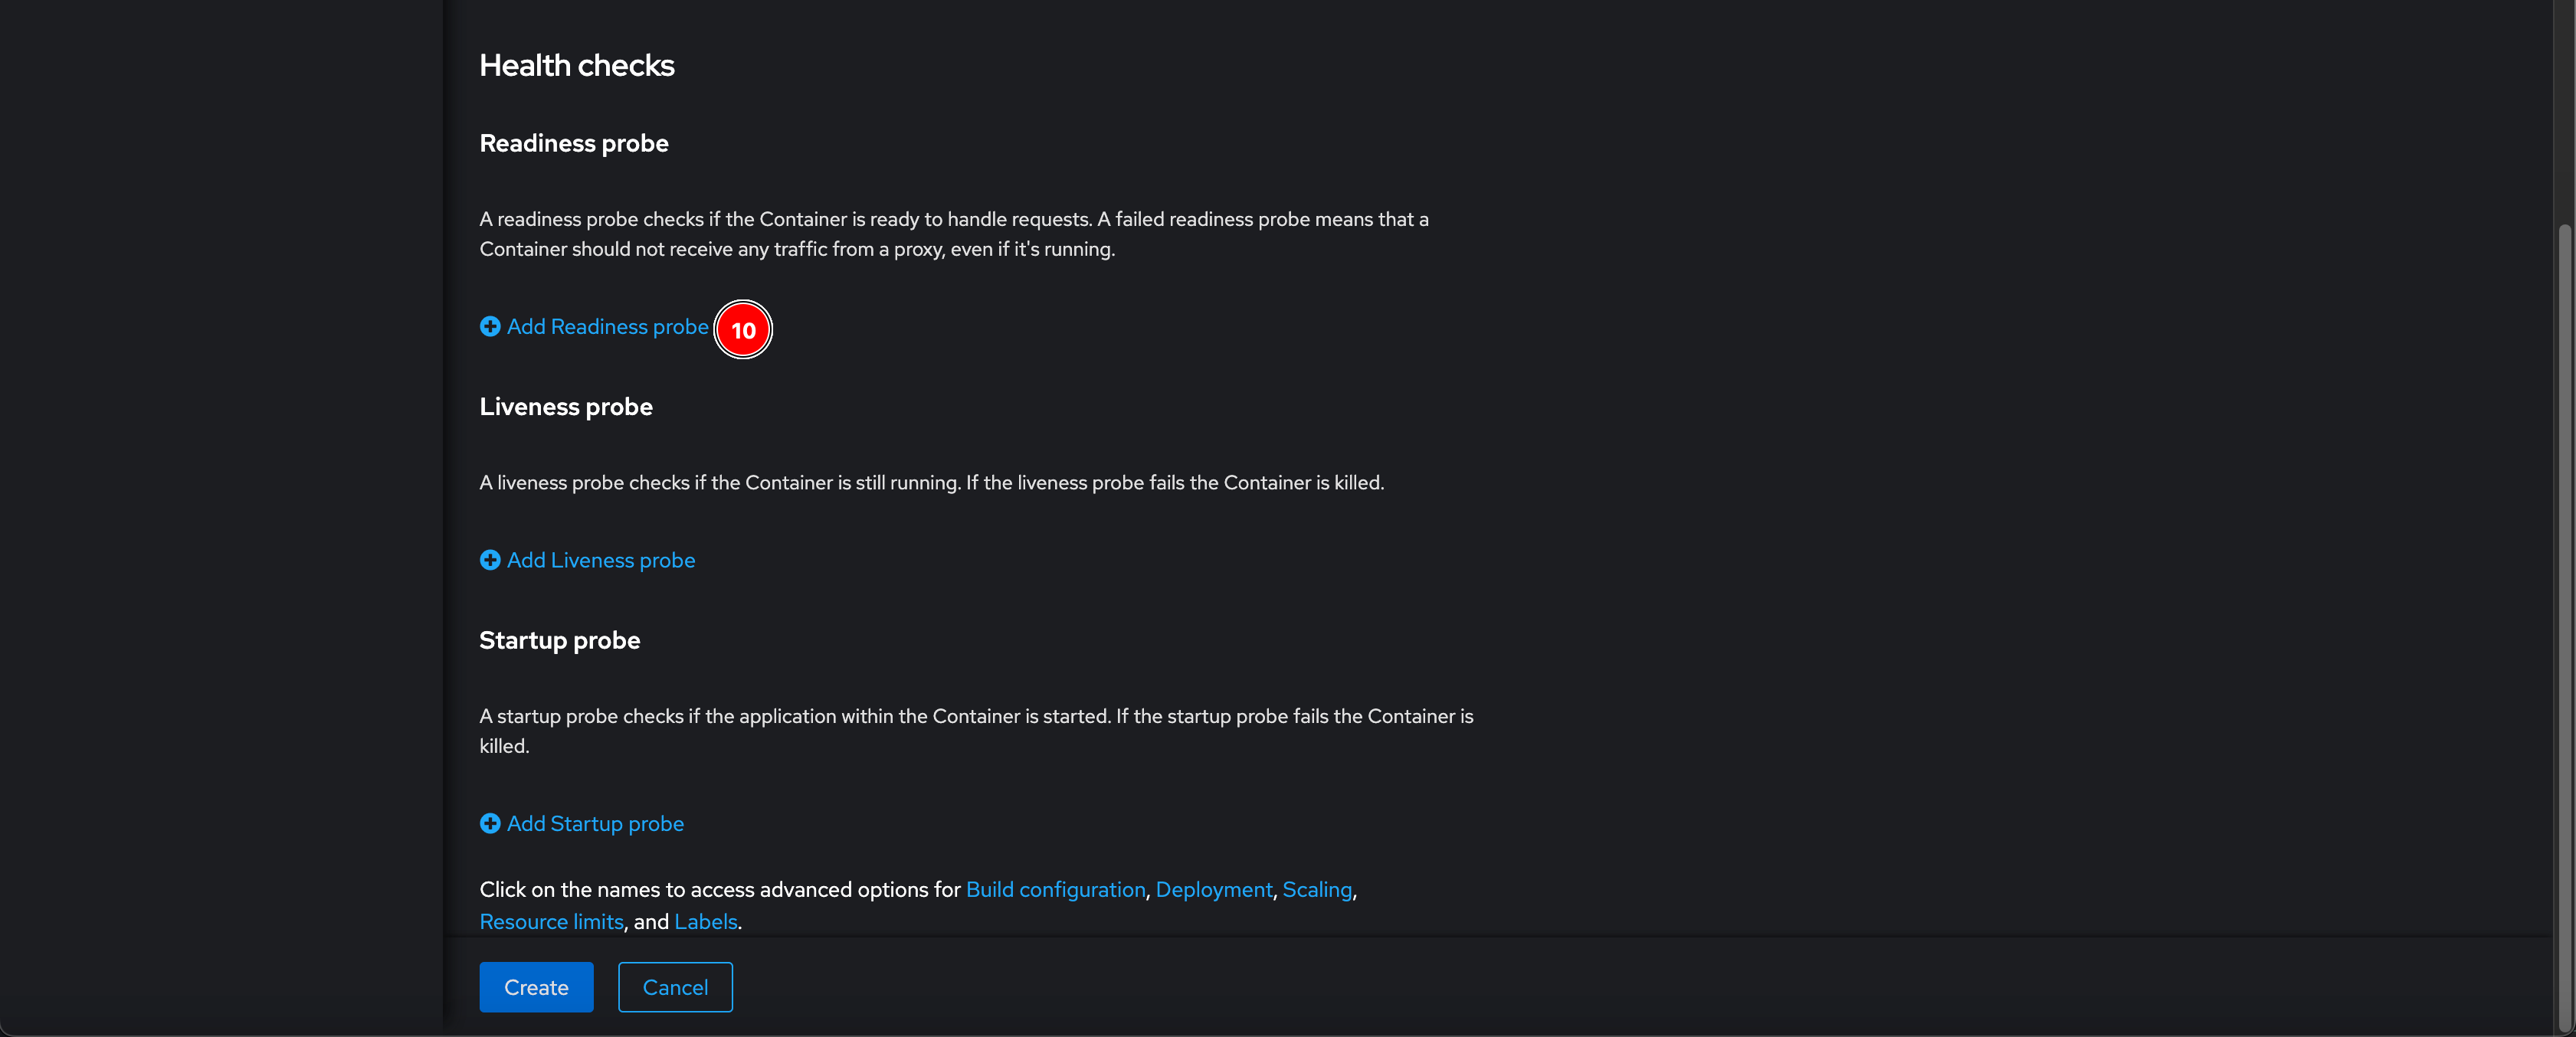 Health checks
Readiness probe
A readiness probe checks if the Container is ready to handle requests. A failed readiness probe means that a
Container should not receive any traffic from a proxy, even if it's running.
Add Readiness probe 10
Liveness probe
A liveness probe checks if the Container is still running. If the liveness probe fails the Container is killed.
Add Liveness probe
Startup probe
A startup probe checks if the application within the Container is started. If the startup probe fails the Container is
killed.
Add Startup probe
Click on the names to access advanced options for Build configuration, Deployment, Scaling,
Resource limits, and Labels.
Create Cancel